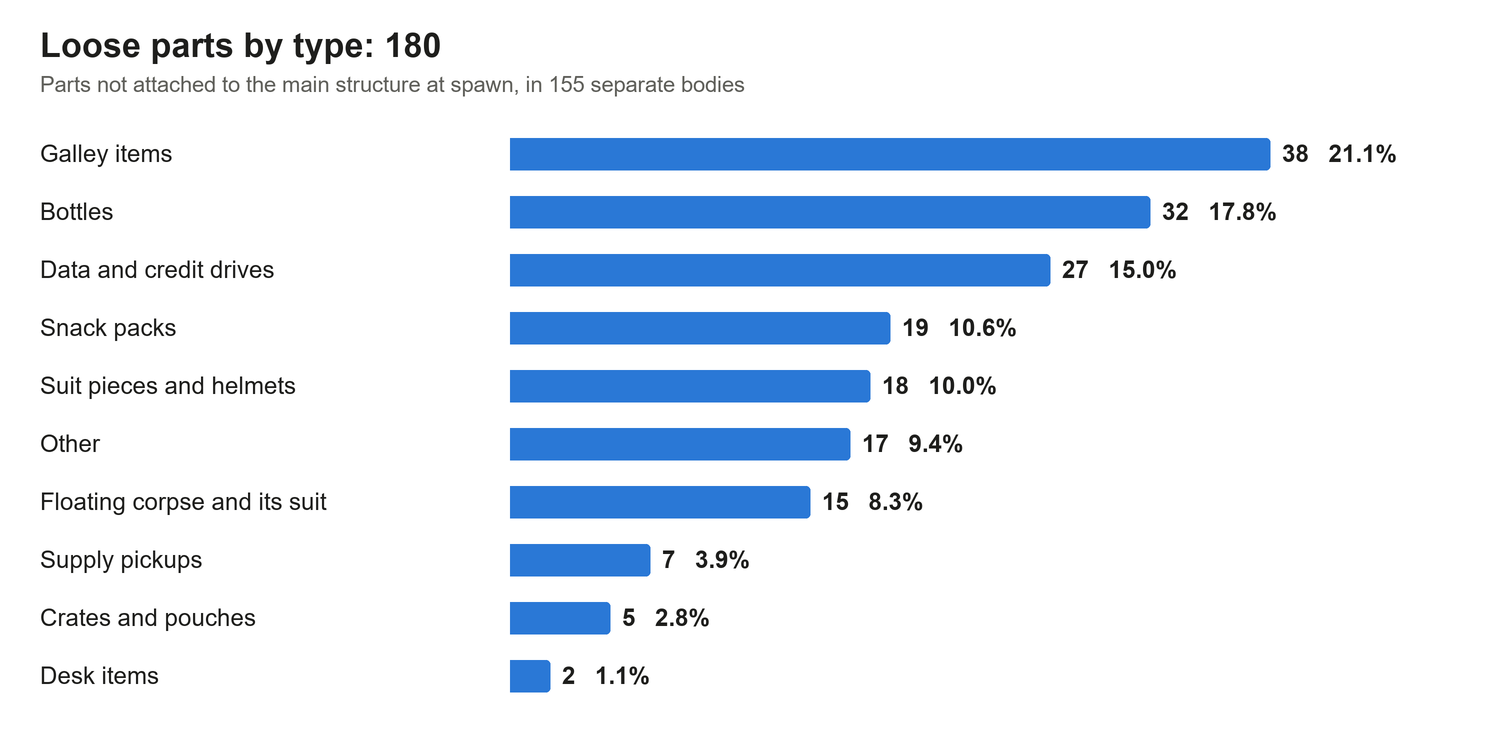 Loose parts by type: 180
Parts not attached to the main structure at spawn, in 155 separate bodies
Galley items 38 21.1%
Bottles 32 17.8%
Data and credit drives 27 15.0%
Snack packs 19 10.6%
Suit pieces and helmets 18 10.0%
Other 17 9.4%
Floating corpse and its suit 15 8.3%
Supply pickups 7 3.9%
Crates and pouches 5 2.8%
Desk items 2 1.1%